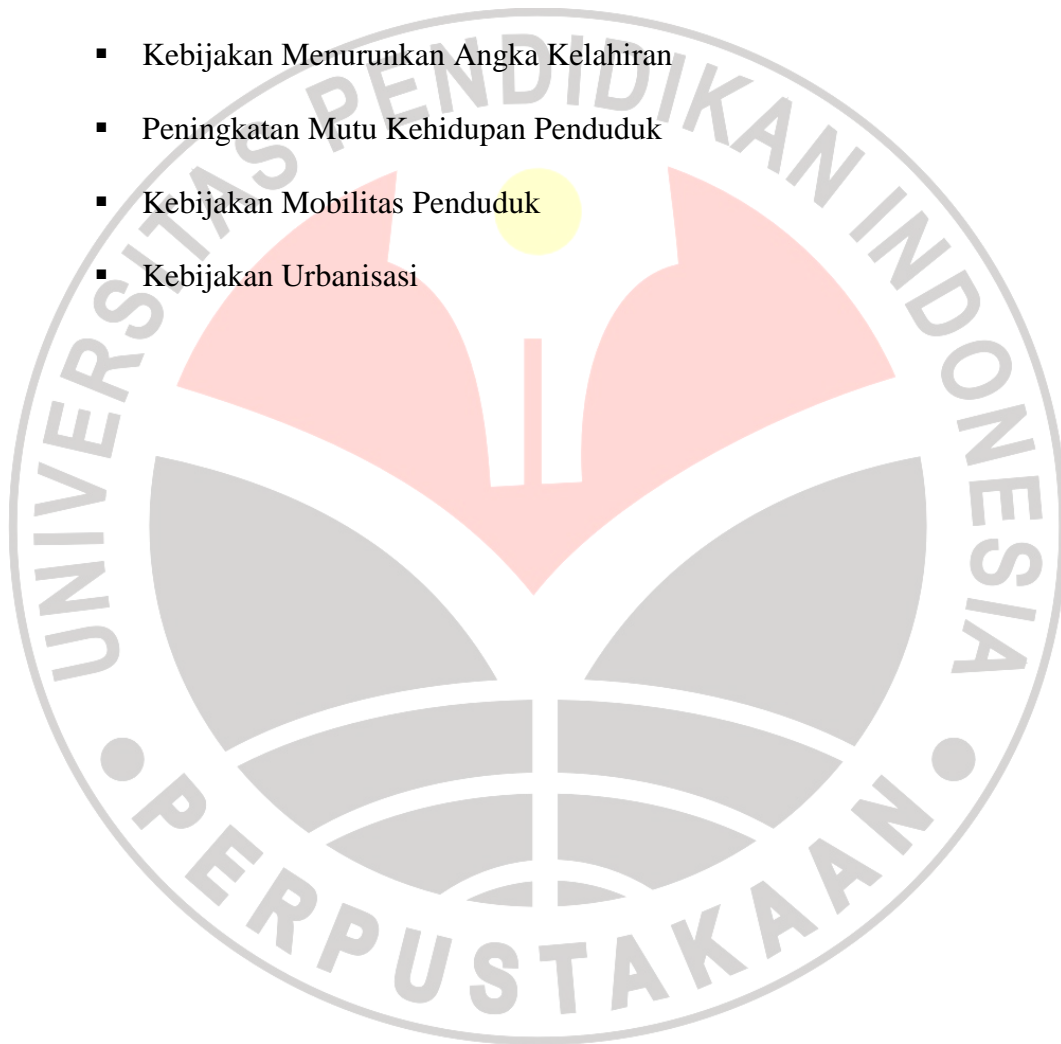 ▪ Kebijakan Menurunkan Angka Kelahiran
▪ Peningkatan Mutu Kehidupan Penduduk
▪ Kebijakan Mobilitas Penduduk
▪ Kebijakan Urbanisasi
UNIVERSITAS PENDIDIKAN INDONESIA
PERPUSTAKAAN